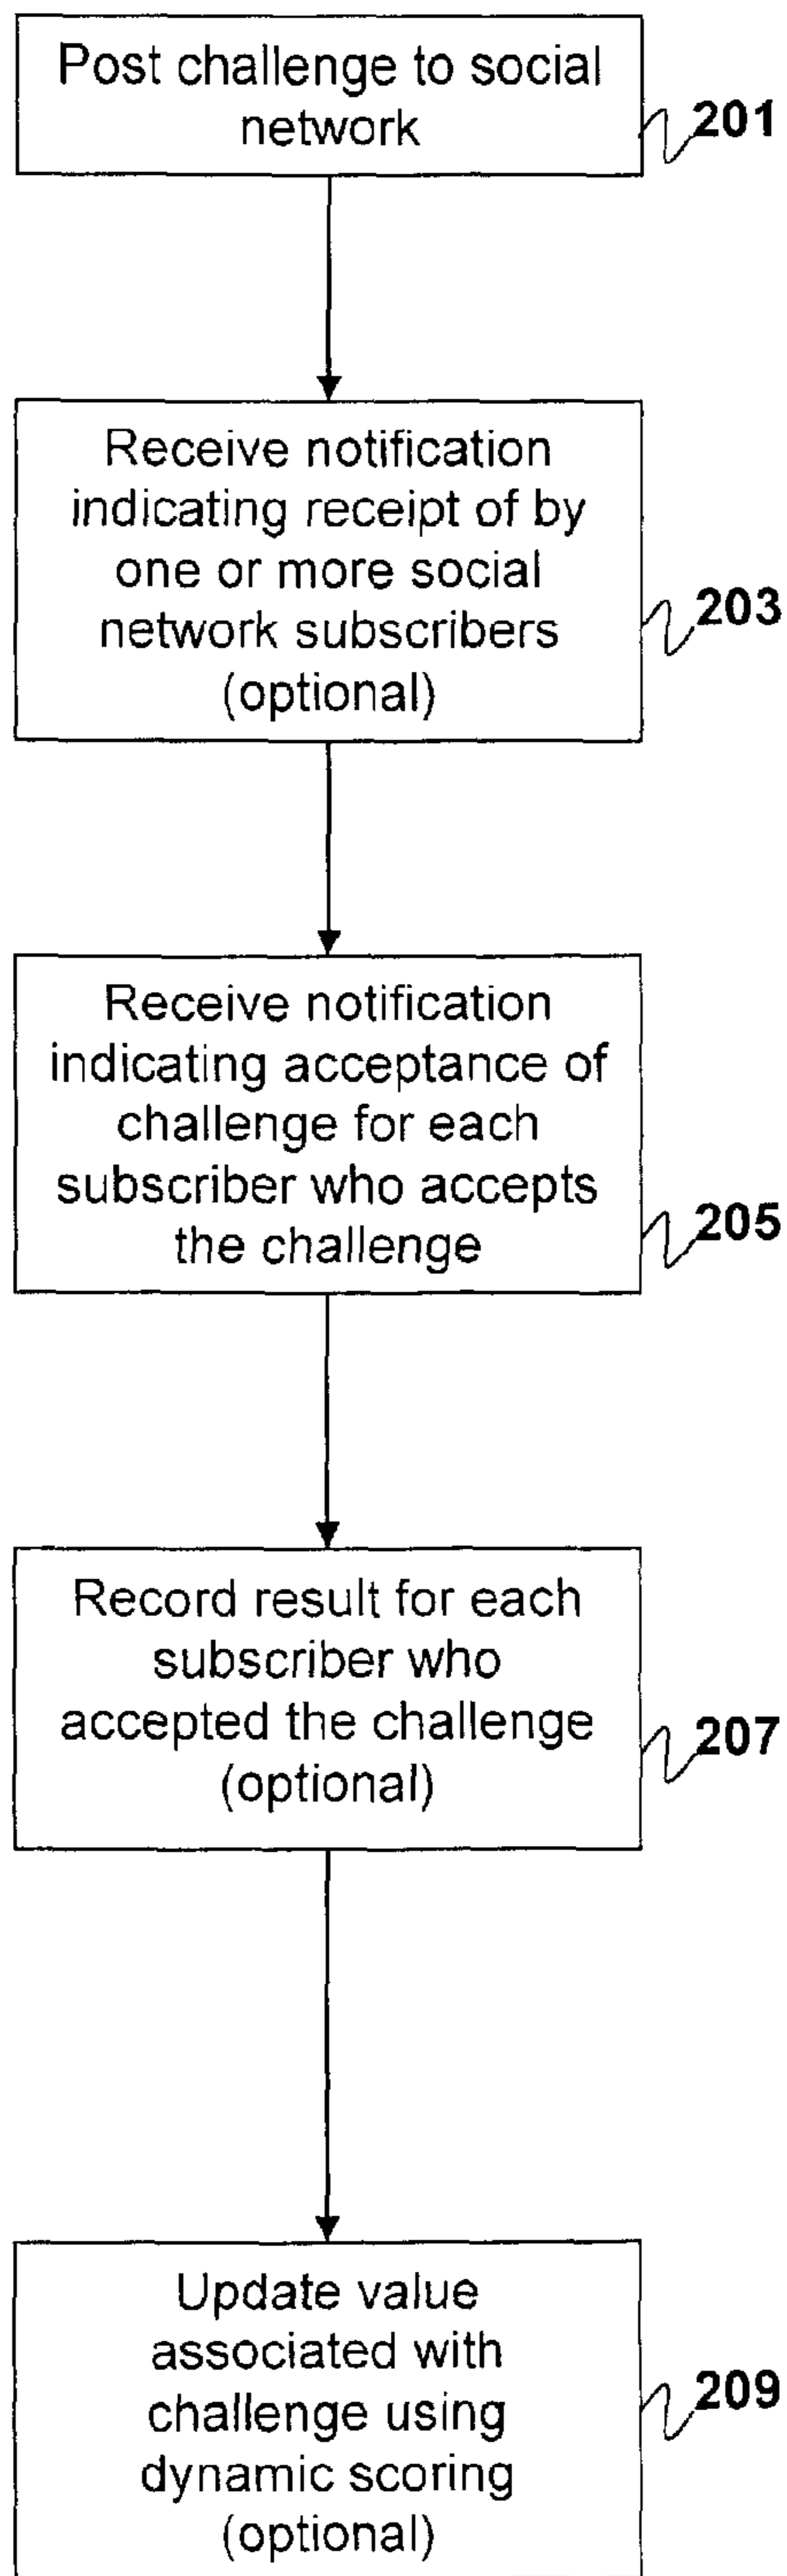 Post challenge to social
network
201
Receive notification
indicating receipt of by
one or more social
network subscribers
(optional)
203
Receive notification
indicating acceptance of
challenge for each
subscriber who accepts
the challenge
205
Record result for each
subscriber who
accepted the challenge
(optional)
207
Update value
associated with
challenge using
dynamic scoring
(optional)
209